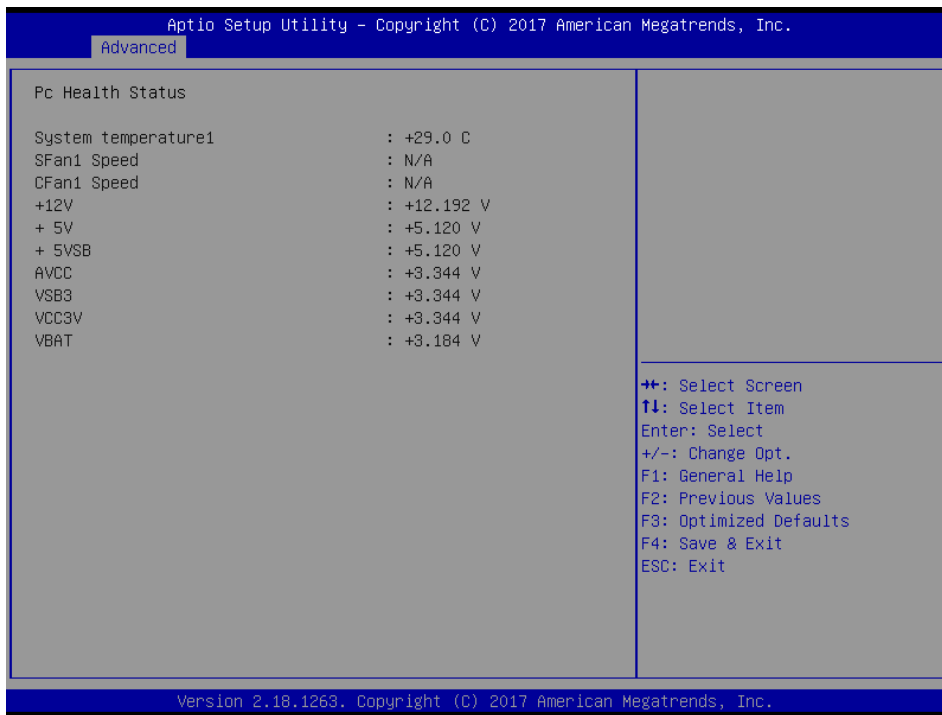 Aptio Setup Utility – Copyright (C) 2017 American Megatrends, Inc.
Advanced
Pc Health Status
System temperature1 : +29.0 C
SFan1 Speed : N/A
CFan1 Speed : N/A
+12V : +12.192 V
+ 5V : +5.120 V
+ 5VSB : +5.120 V
AVCC : +3.344 V
VSB3 : +3.344 V
VCC3V : +3.344 V
VBAT : +3.184 V
→←: Select Screen
↑↓: Select Item
Enter: Select
+/-: Change Opt.
F1: General Help
F2: Previous Values
F3: Optimized Defaults
F4: Save & Exit
ESC: Exit
Version 2.18.1263. Copyright (C) 2017 American Megatrends, Inc.